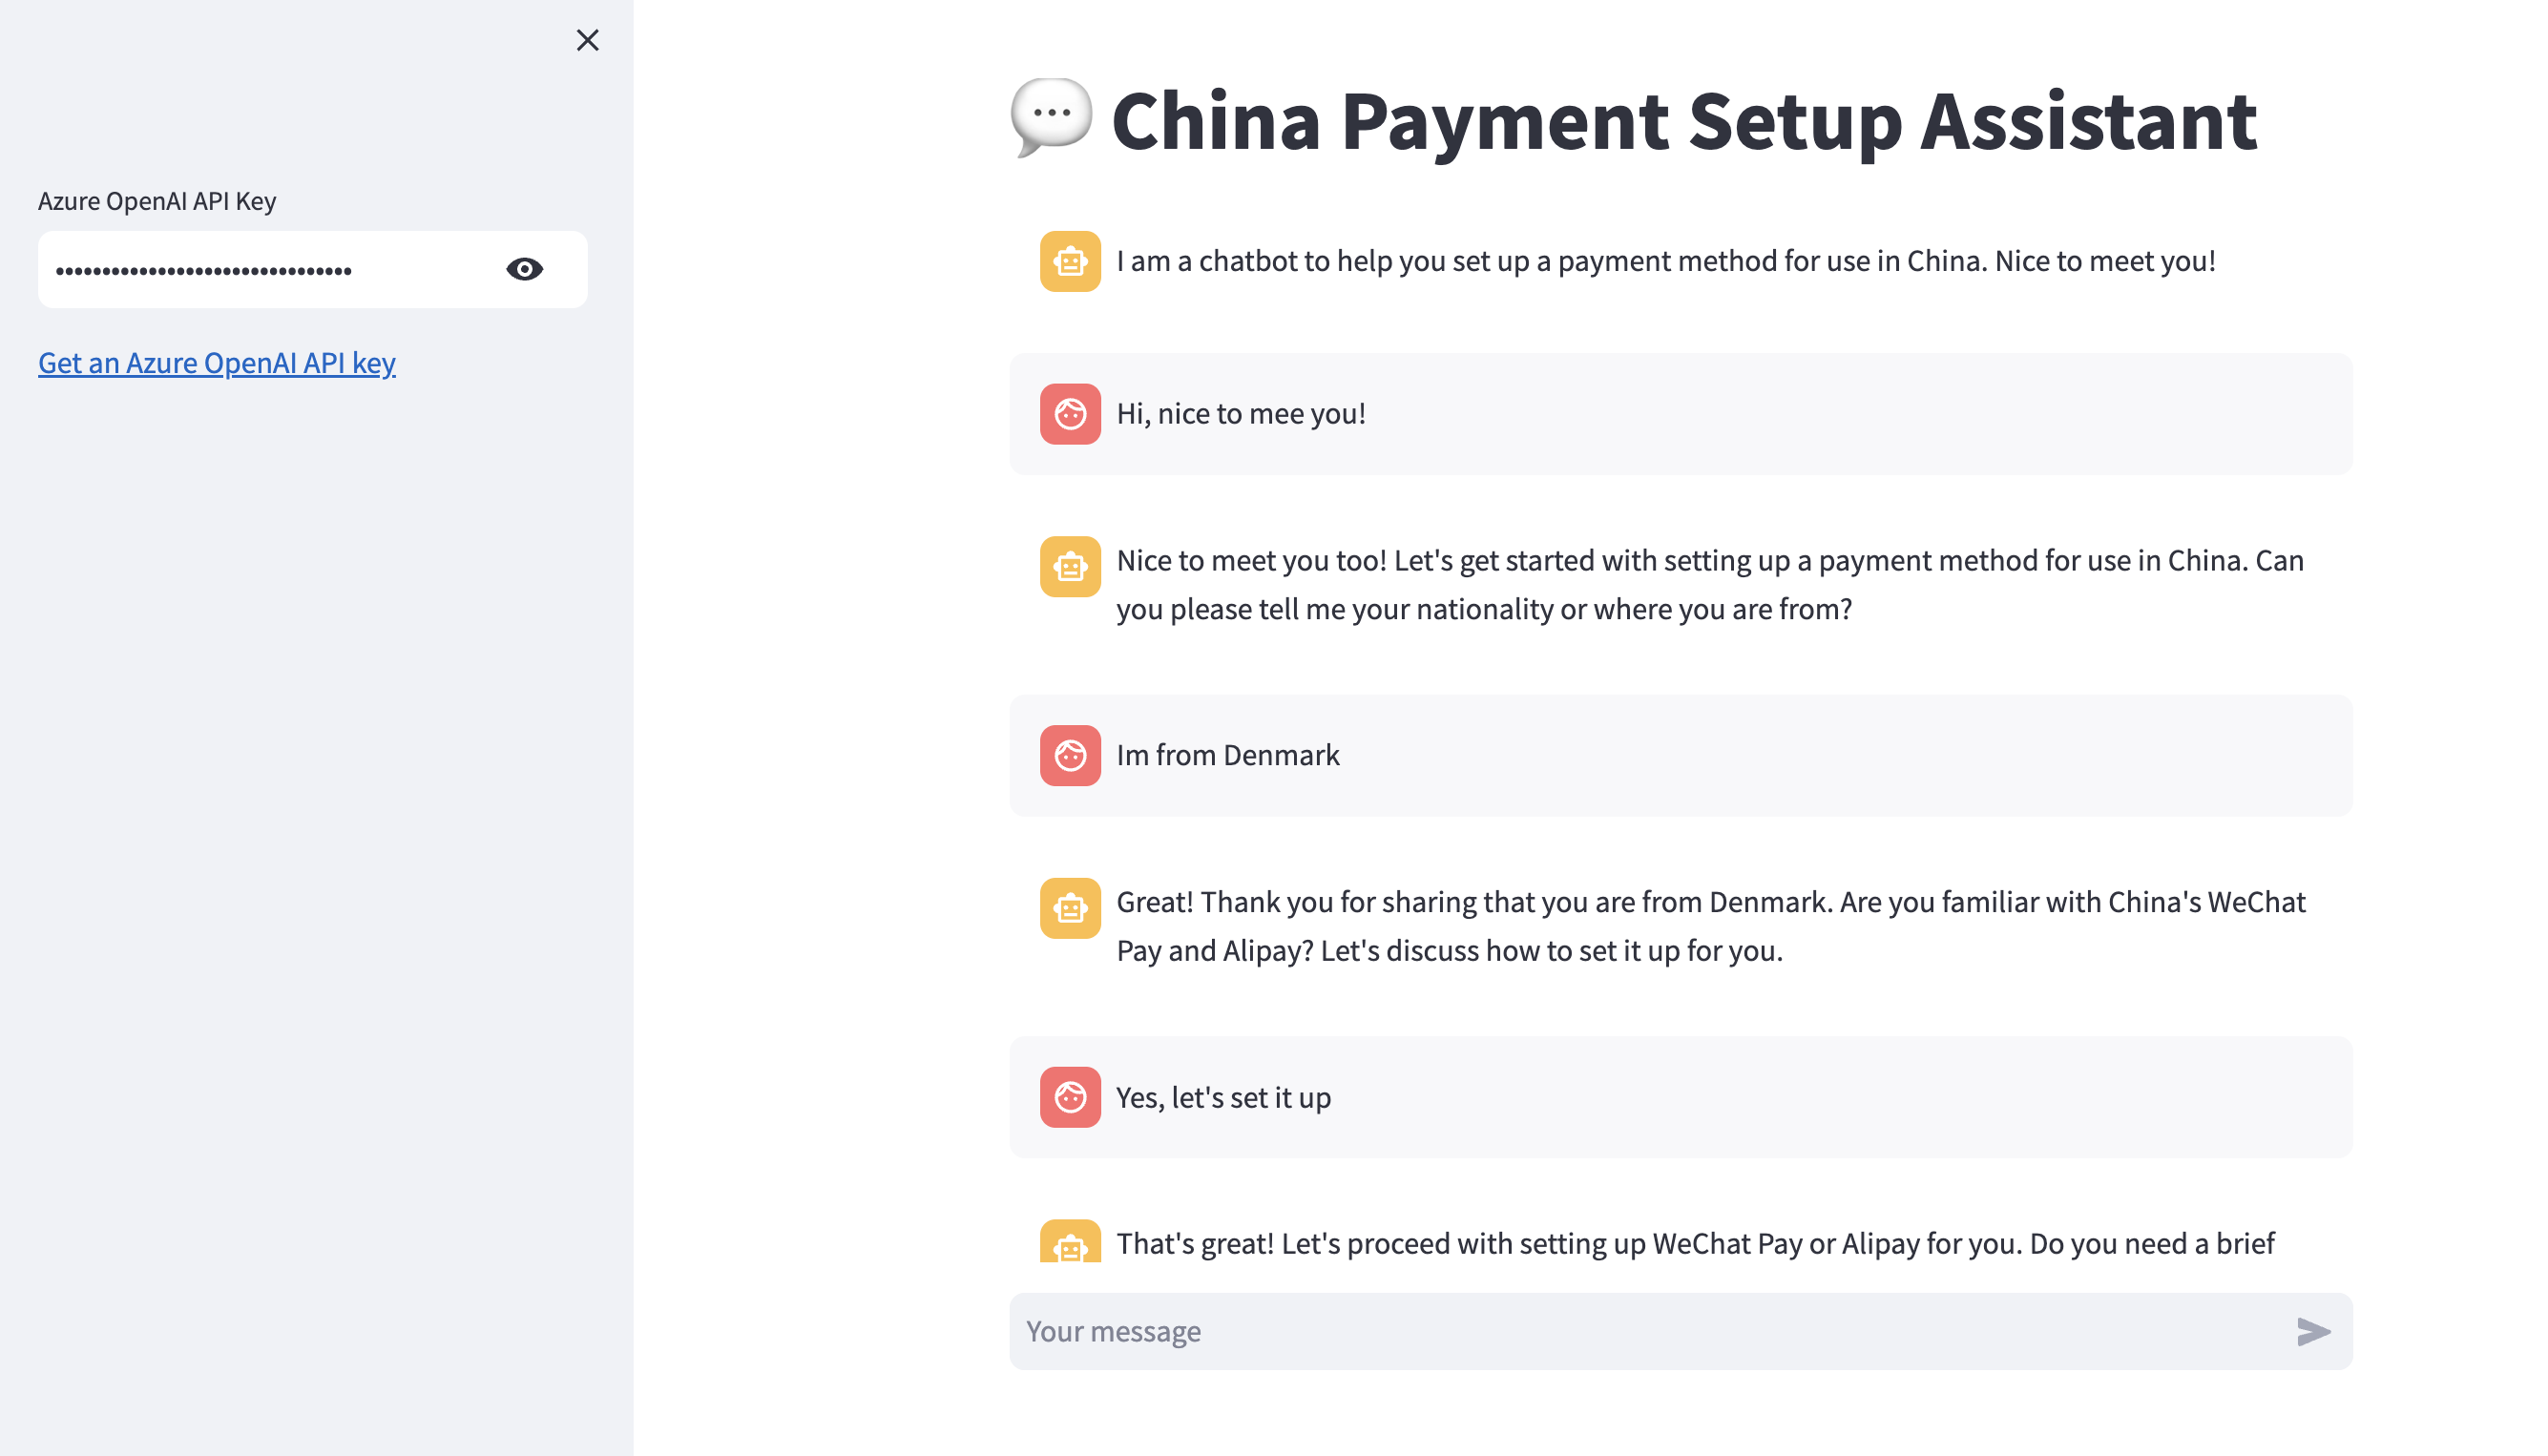 Azure OpenAI API Key
Get an Azure OpenAI API key
China Payment Setup Assistant
I am a chatbot to help you set up a payment method for use in China. Nice to meet you!
Hi, nice to mee you!
Nice to meet you too! Let's get started with setting up a payment method for use in China. Can
you please tell me your nationality or where you are from?
Im from Denmark
Great! Thank you for sharing that you are from Denmark. Are you familiar with China's WeChat
Pay and Alipay? Let's discuss how to set it up for you.
Yes, let's set it up
That's great! Let's proceed with setting up WeChat Pay or Alipay for you. Do you need a brief
Your message